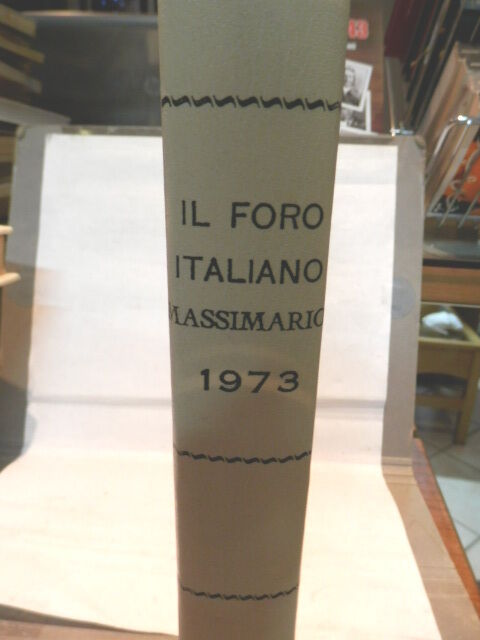 IL FORO
ITALIANO
MASSIMARIO
1973